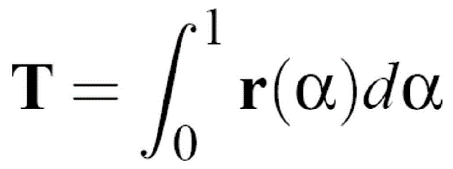 T = ∫₀¹ r(α)dα